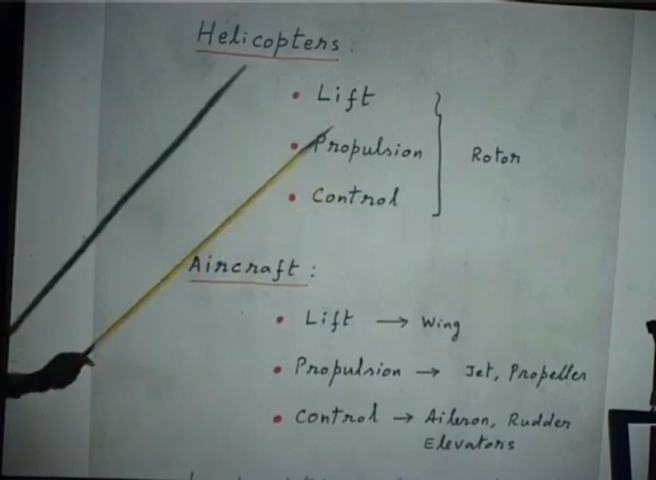 Helicopters:
• Lift
• Propulsion
• Control
Rotor
Aircraft:
• Lift → Wing
• Propulsion → Jet, Propeller
• Control → Aileron, Rudder
Elevators